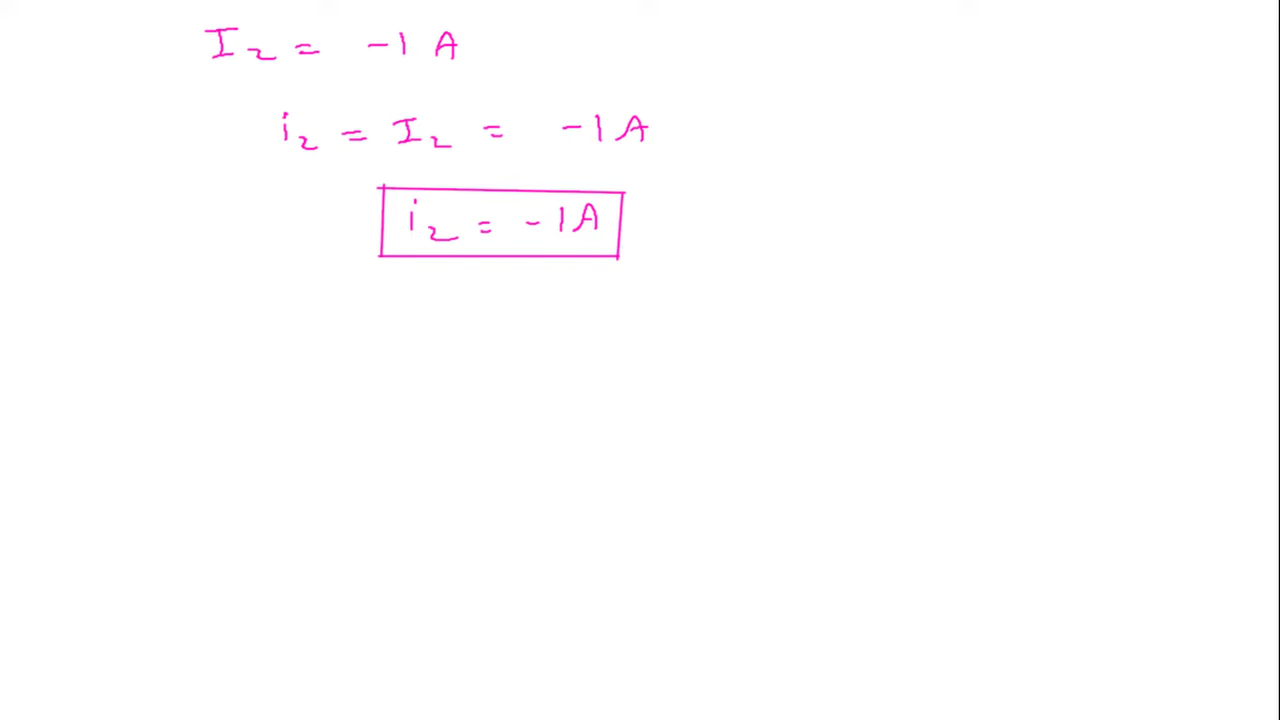 I₂ = -1 A
i₂ = I₂ = -1A
i₂ = -1A